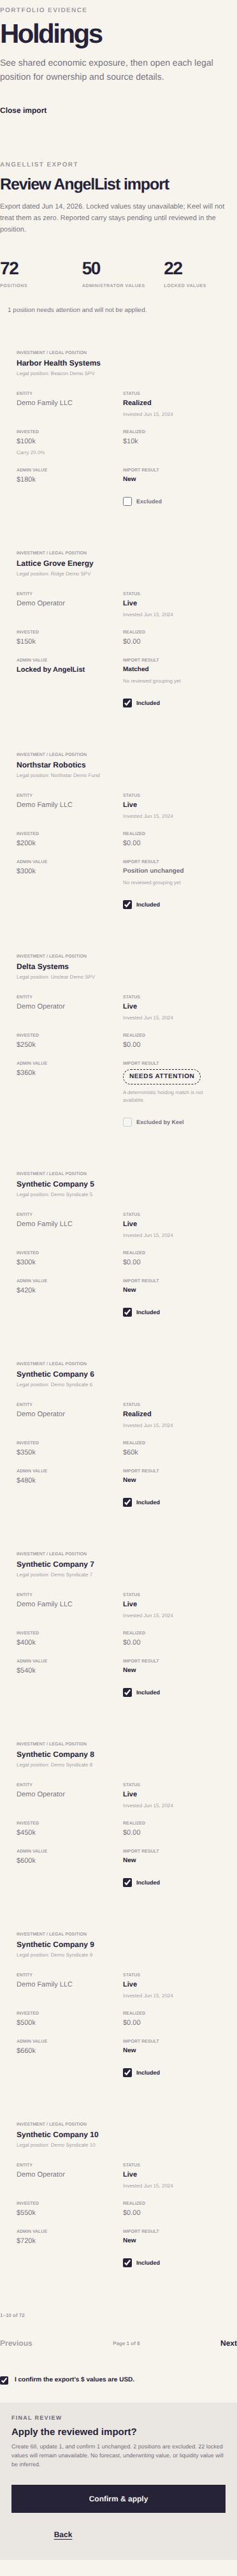 PORTFOLIO EVIDENCE
Holdings
See shared economic exposure, then open each legal
position for ownership and source details.
Close import
ANGELLIST EXPORT
Review AngelList import
Export dated Jun 14, 2026. Locked values stay unavailable; Keel will not
treat them as zero. Reported carry stays pending until reviewed in the
position.
72 50 22
POSITIONS ADMINISTRATOR VALUES LOCKED VALUES
1 position needs attention and will not be applied.
INVESTMENT / LEGAL POSITION
Harbor Health Systems
Legal position: Beacon Demo SPV
ENTITY STATUS
Demo Family LLC Realized
Invested Jun 15, 2024
INVESTED REALIZED
$100k $10k
Carry 20.0%
ADMIN VALUE IMPORT RESULT
$180k New
Excluded
INVESTMENT / LEGAL POSITION
Lattice Grove Energy
Legal position: Ridge Demo SPV
ENTITY STATUS
Demo Operator Live
Invested Jun 15, 2024
INVESTED REALIZED
$150k $0.00
ADMIN VALUE IMPORT RESULT
Locked by AngelList Matched
No reviewed grouping yet
Included
INVESTMENT / LEGAL POSITION
Northstar Robotics
Legal position: Northstar Demo Fund
ENTITY STATUS
Demo Family LLC Live
Invested Jun 15, 2024
INVESTED REALIZED
$200k $0.00
ADMIN VALUE IMPORT RESULT
$300k Position unchanged
No reviewed grouping yet
Included
INVESTMENT / LEGAL POSITION
Delta Systems
Legal position: Unclear Demo SPV
ENTITY STATUS
Demo Operator Live
Invested Jun 15, 2024
INVESTED REALIZED
$250k $0.00
ADMIN VALUE IMPORT RESULT
$360k NEEDS ATTENTION
A deterministic holding match is not
available.
Excluded by Keel
INVESTMENT / LEGAL POSITION
Synthetic Company 5
Legal position: Demo Syndicate 5
ENTITY STATUS
Demo Family LLC Live
Invested Jun 15, 2024
INVESTED REALIZED
$300k $0.00
ADMIN VALUE IMPORT RESULT
$420k New
Included
INVESTMENT / LEGAL POSITION
Synthetic Company 6
Legal position: Demo Syndicate 6
ENTITY STATUS
Demo Operator Realized
Invested Jun 15, 2024
INVESTED REALIZED
$350k $60k
ADMIN VALUE IMPORT RESULT
$480k New
Included
INVESTMENT / LEGAL POSITION
Synthetic Company 7
Legal position: Demo Syndicate 7
ENTITY STATUS
Demo Family LLC Live
Invested Jun 15, 2024
INVESTED REALIZED
$400k $0.00
ADMIN VALUE IMPORT RESULT
$540k New
Included
INVESTMENT / LEGAL POSITION
Synthetic Company 8
Legal position: Demo Syndicate 8
ENTITY STATUS
Demo Operator Live
Invested Jun 15, 2024
INVESTED REALIZED
$450k $0.00
ADMIN VALUE IMPORT RESULT
$600k New
Included
INVESTMENT / LEGAL POSITION
Synthetic Company 9
Legal position: Demo Syndicate 9
ENTITY STATUS
Demo Family LLC Live
Invested Jun 15, 2024
INVESTED REALIZED
$500k $0.00
ADMIN VALUE IMPORT RESULT
$660k New
Included
INVESTMENT / LEGAL POSITION
Synthetic Company 10
Legal position: Demo Syndicate 10
ENTITY STATUS
Demo Operator Live
Invested Jun 15, 2024
INVESTED REALIZED
$550k $0.00
ADMIN VALUE IMPORT RESULT
$720k New
Included
1–10 of 72
Previous Page 1 of 8 Next
I confirm the export's $ values are USD.
FINAL REVIEW
Apply the reviewed import?
Create 68, update 1, and confirm 1 unchanged. 2 positions are excluded. 22 locked
values will remain unavailable. No forecast, underwriting value, or liquidity value will
be inferred.
Confirm & apply
Back